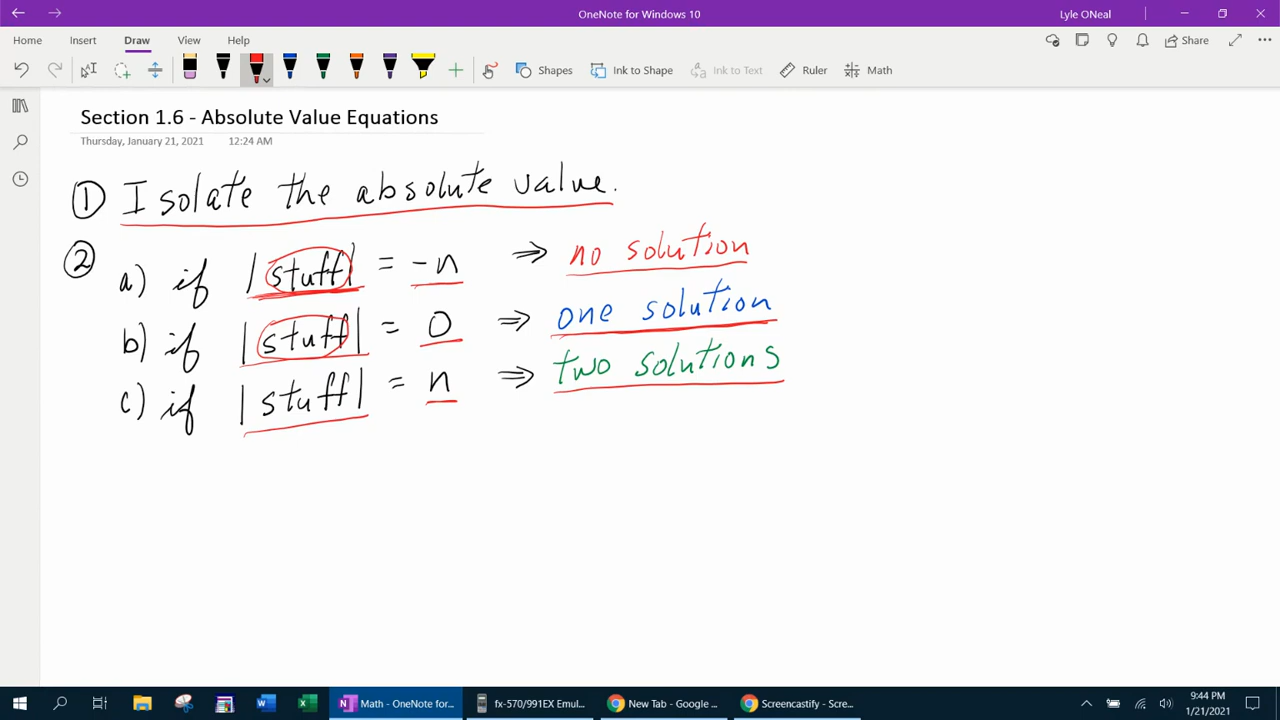 OneNote for Windows 10
Lyle ONeal
Home Insert Draw View Help
Share
Shapes Ink to Shape Ink to Text Ruler Math
Section 1.6 - Absolute Value Equations
Thursday, January 21, 2021 12:24 AM
① Isolate the absolute value.
② a) if |stuff| = -n ⇒ no solution
b) if |stuff| = 0 ⇒ one solution
c) if |stuff| = n ⇒ two solutions
Math - OneNote for ... fx-570/991EX Emul... New Tab - Google ... Screencastify - Scre...
9:44 PM
1/21/2021